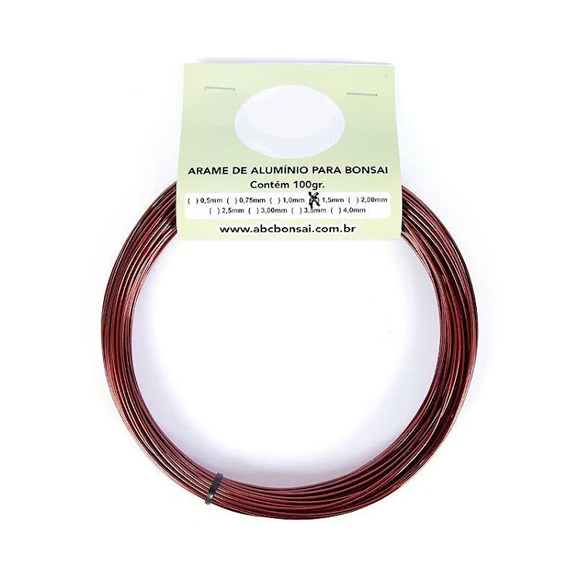 ARAME DE ALUMÍNIO PARA BONSAI
Contém 100gr.
( ) 0,5mm ( ) 0,75mm ( ) 1,0mm (X) 1,5mm ( ) 2,00mm
( ) 2,5mm ( ) 3,00mm ( ) 3,5mm ( ) 4,0mm
www.abcbonsai.com.br